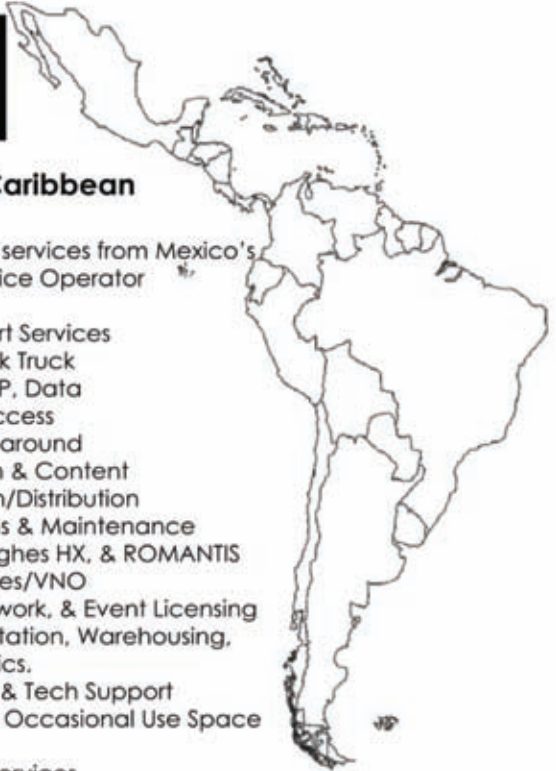 Caribbean
services from Mexico's
ice Operator
rt Services
k Truck
P, Data
ccess
around
n & Content
n/Distribution
s & Maintenance
ghes HX, & ROMANTIS
es/VNO
work, & Event Licensing
tation, Warehousing,
ics.
& Tech Support
Occasional Use Space
ervices